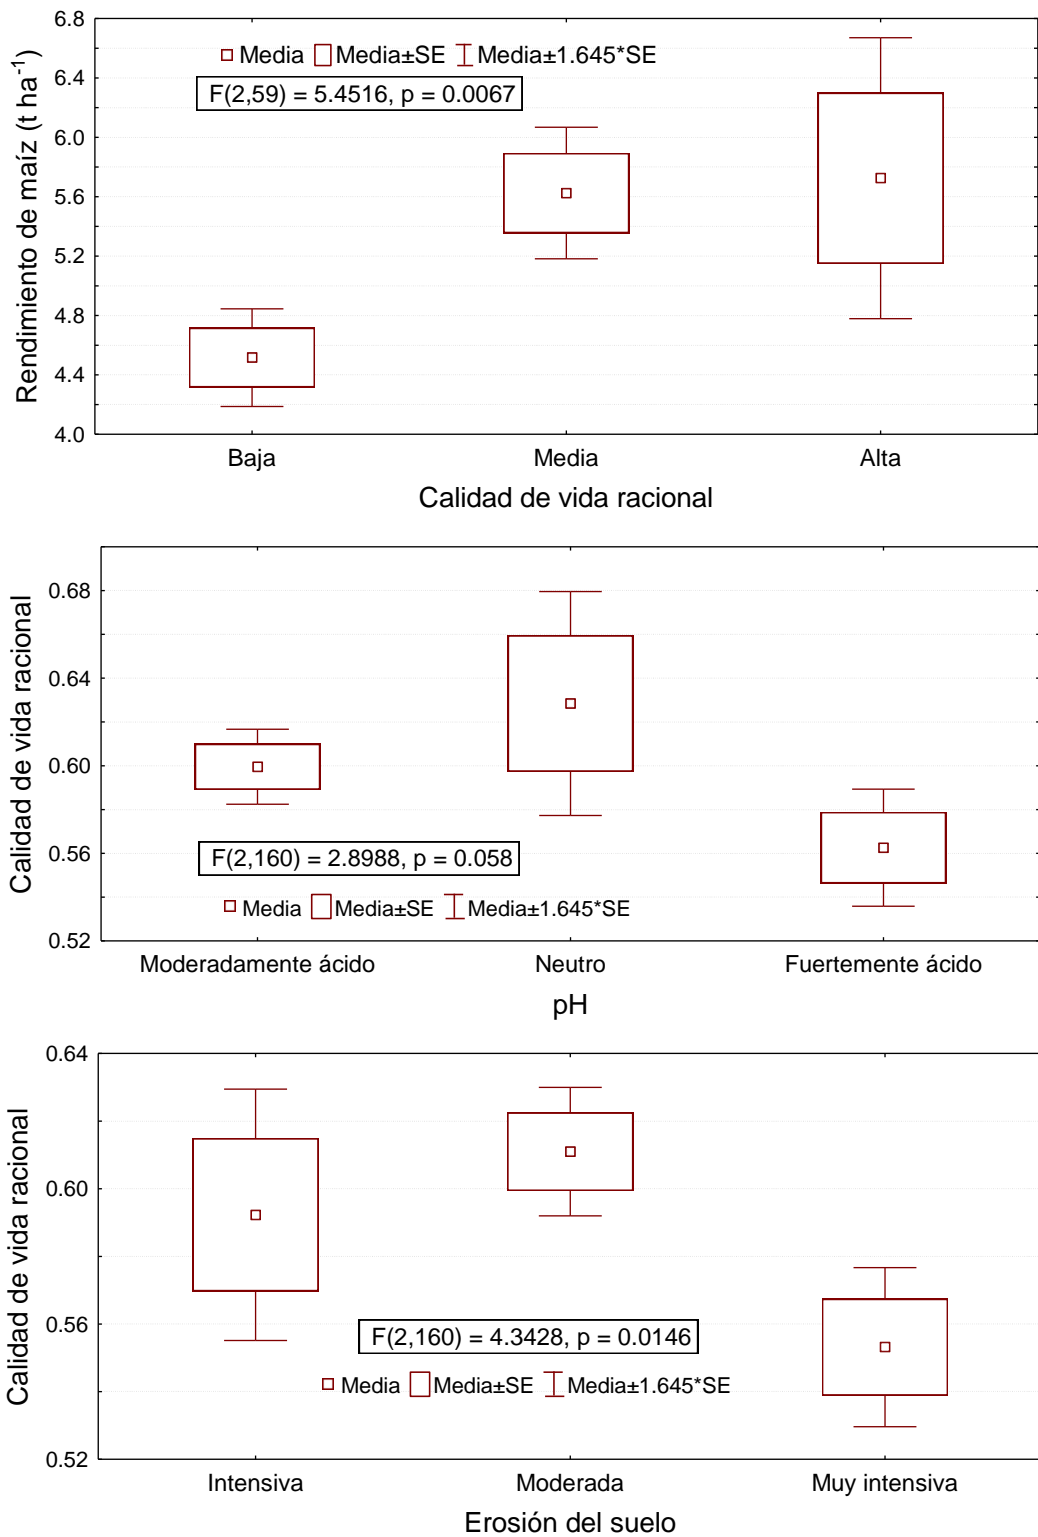 6.8
6.4
6.0
5.6
5.2
4.8
4.4
4.0
Rendimiento de maíz (t ha-1)
Media Media±SE Media±1.645*SE
F(2,59) = 5.4516, p = 0.0067
Baja Media Alta
Calidad de vida racional
0.68
0.64
0.60
0.56
0.52
Calidad de vida racional
F(2,160) = 2.8988, p = 0.058
Media Media±SE Media±1.645*SE
Moderadamente ácido Neutro Fuertemente ácido
pH
0.64
0.60
0.56
0.52
Calidad de vida racional
F(2,160) = 4.3428, p = 0.0146
Media Media±SE Media±1.645*SE
Intensiva Moderada Muy intensiva
Erosión del suelo